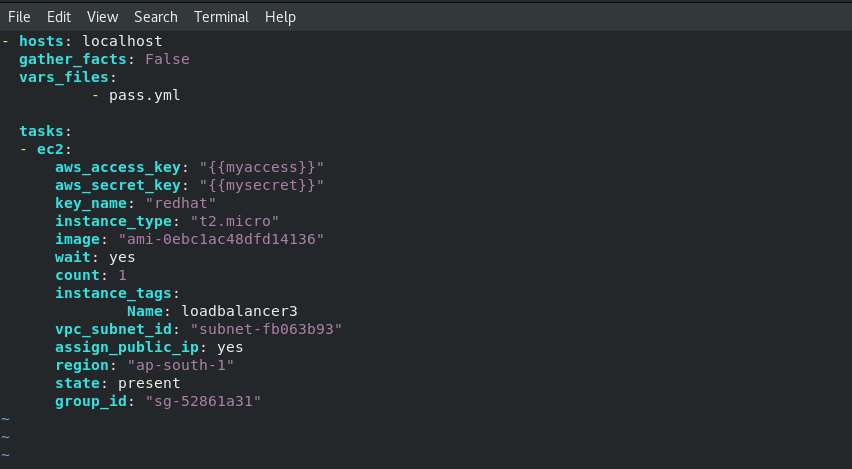 File Edit View Search Terminal Help
- hosts: localhost
  gather_facts: False
  vars_files:
          - pass.yml

  tasks:
  - ec2:
      aws_access_key: "{{myaccess}}"
      aws_secret_key: "{{mysecret}}"
      key_name: "redhat"
      instance_type: "t2.micro"
      image: "ami-0ebc1ac48dfd14136"
      wait: yes
      count: 1
      instance_tags:
              Name: loadbalancer3
      vpc_subnet_id: "subnet-fb063b93"
      assign_public_ip: yes
      region: "ap-south-1"
      state: present
      group_id: "sg-52861a31"
~
~
~